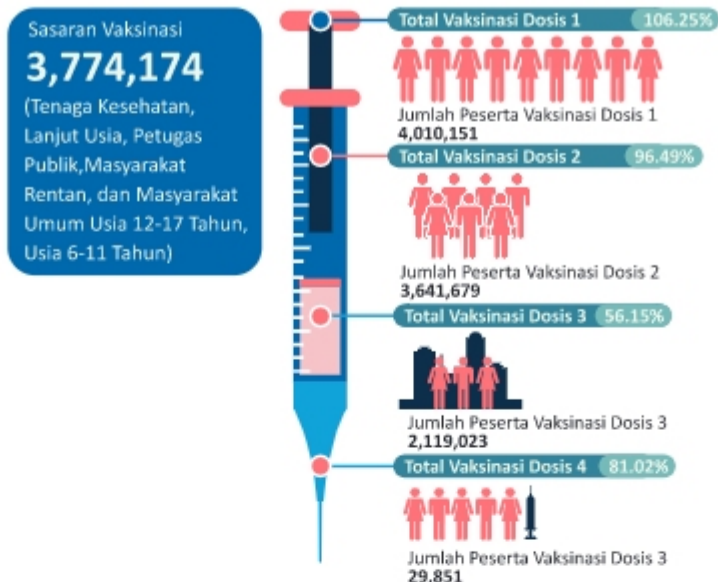 Sasaran Vaksinasi
3,774,174
(Tenaga Kesehatan,
Lanjut Usia, Petugas
Publik,Masyarakat
Rentan, dan Masyarakat
Umum Usia 12-17 Tahun,
Usia 6-11 Tahun)
Total Vaksinasi Dosis 1 106.25%
Jumlah Peserta Vaksinasi Dosis 1
4,010,151
Total Vaksinasi Dosis 2 96.49%
Jumlah Peserta Vaksinasi Dosis 2
3,641,679
Total Vaksinasi Dosis 3 56.15%
Jumlah Peserta Vaksinasi Dosis 3
2,119,023
Total Vaksinasi Dosis 4 81.02%
Jumlah Peserta Vaksinasi Dosis 3
29,851